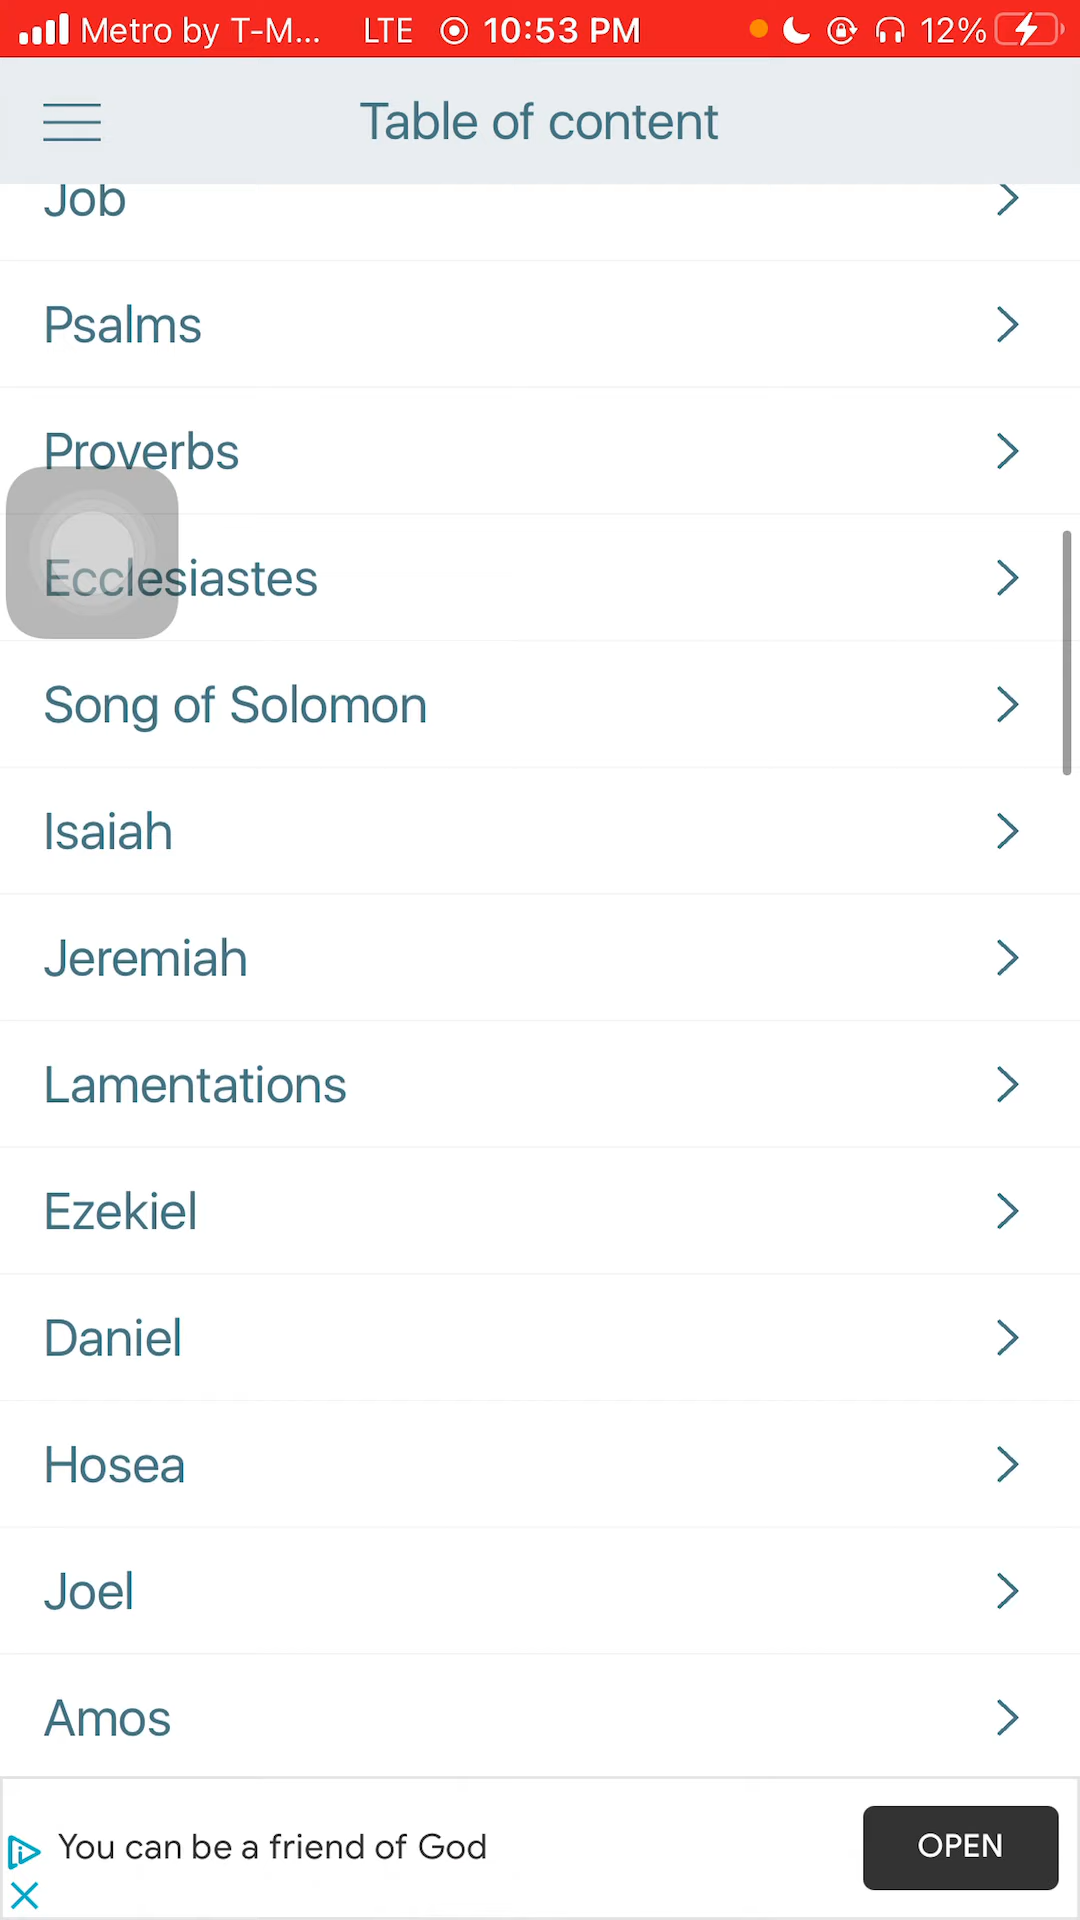 Metro by T-M... LTE 10:53 PM 12%
Table of content
Job
Psalms
Proverbs
Ecclesiastes
Song of Solomon
Isaiah
Jeremiah
Lamentations
Ezekiel
Daniel
Hosea
Joel
Amos
You can be a friend of God
OPEN